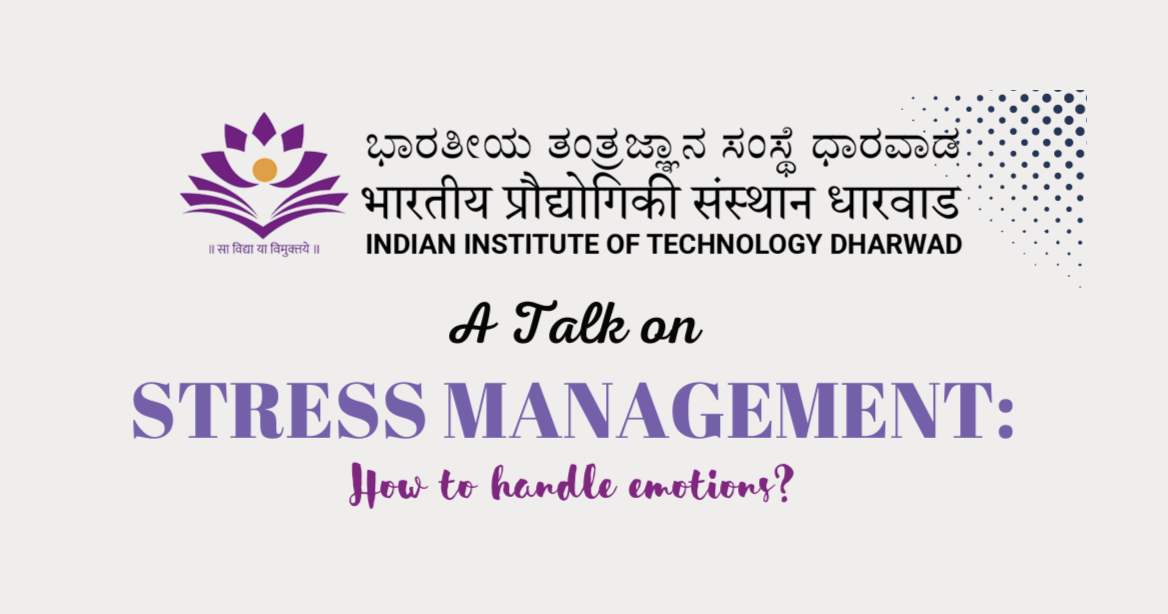 ಭಾರತೀಯ ತಂತ್ರಜ್ಞಾನ ಸಂಸ್ಥೆ ಧಾರವಾಡ
भारतीय प्रौद्योगिकी संस्थान धारवाड
INDIAN INSTITUTE OF TECHNOLOGY DHARWAD
॥ सा विद्या या विमुक्तये ॥
A Talk on
STRESS MANAGEMENT:
How to handle emotions?